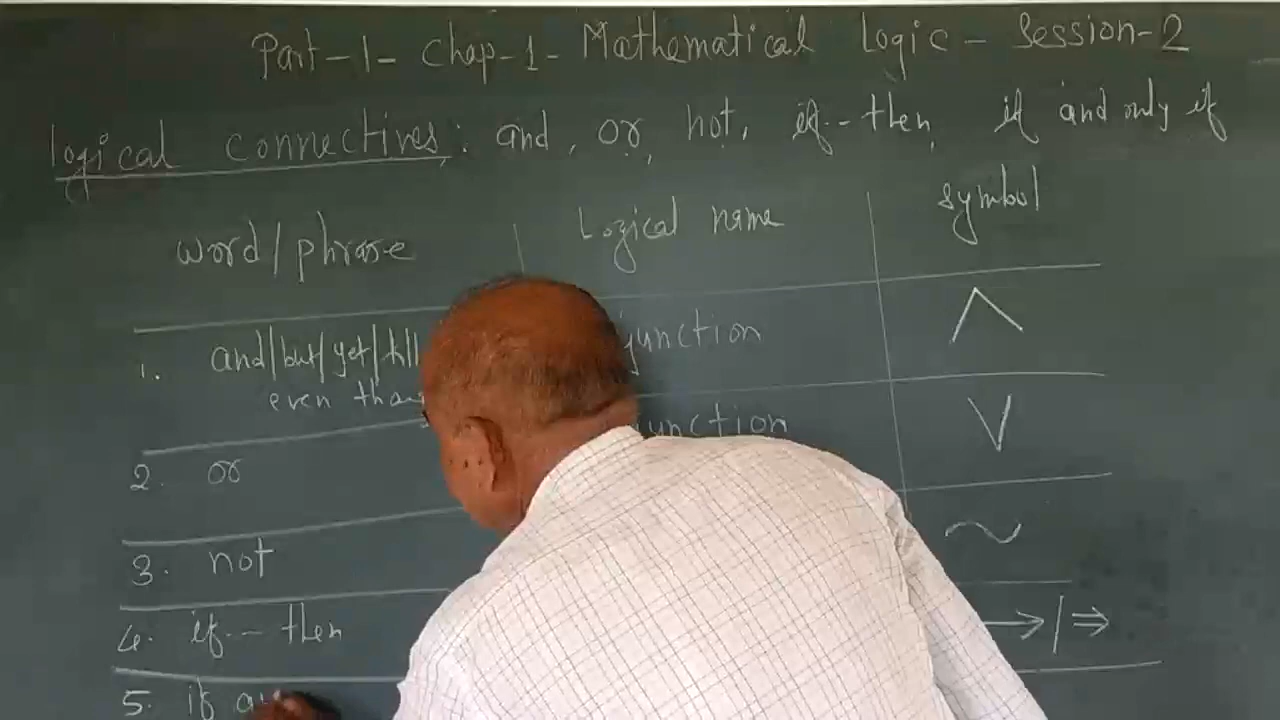 Part-1- Chap-1- Mathematical Logic - Session-2
logical connectives: and, or, not, if -- then, if and only if
word/phrase Logical name symbol
1. and/but/yet/till junction ∧
even thou
2. or junction ∨
3. not ~
4. if -- then →/⇒
5. if a